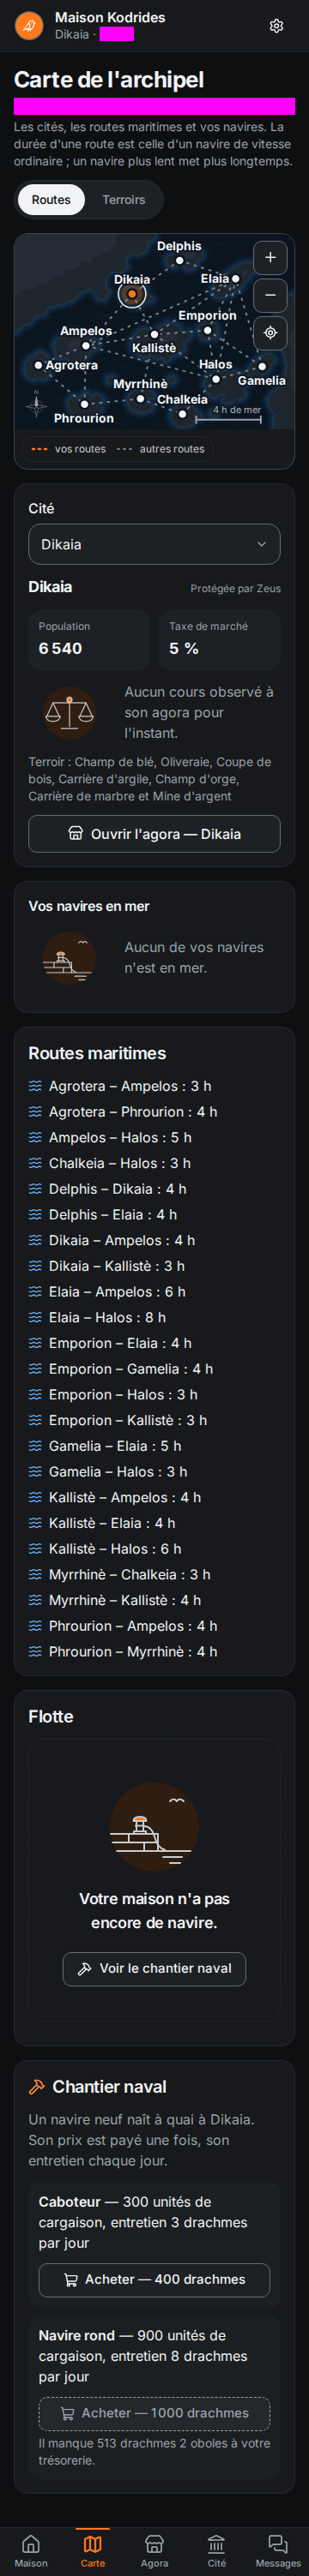 Maison Kodrides
Dikaia ·
Carte de l'archipel
Les cités, les routes maritimes et vos navires. La
durée d'une route est celle d'un navire de vitesse
ordinaire ; un navire plus lent met plus longtemps.
Routes
Terroirs
Delphis
Dikaia
Elaia
Emporion
Ampelos
Kallistè
Agrotera
Halos
Myrrhinè
Gamelia
Chalkeia
Phrourion
N
4 h de mer
+
−
vos routes
autres routes
Cité
Dikaia
Dikaia
Protégée par Zeus
Population
6 540
Taxe de marché
5 %
Aucun cours observé à
son agora pour
l'instant.
Terroir : Champ de blé, Oliveraie, Coupe de
bois, Carrière d'argile, Champ d'orge,
Carrière de marbre et Mine d'argent
Ouvrir l'agora — Dikaia
Vos navires en mer
Aucun de vos navires
n'est en mer.
Routes maritimes
Agrotera – Ampelos : 3 h
Agrotera – Phrourion : 4 h
Ampelos – Halos : 5 h
Chalkeia – Halos : 3 h
Delphis – Dikaia : 4 h
Delphis – Elaia : 4 h
Dikaia – Ampelos : 4 h
Dikaia – Kallistè : 3 h
Elaia – Ampelos : 6 h
Elaia – Halos : 8 h
Emporion – Elaia : 4 h
Emporion – Gamelia : 4 h
Emporion – Halos : 3 h
Emporion – Kallistè : 3 h
Gamelia – Elaia : 5 h
Gamelia – Halos : 3 h
Kallistè – Ampelos : 4 h
Kallistè – Elaia : 4 h
Kallistè – Halos : 6 h
Myrrhinè – Chalkeia : 3 h
Myrrhinè – Kallistè : 4 h
Phrourion – Ampelos : 4 h
Phrourion – Myrrhinè : 4 h
Flotte
Votre maison n'a pas
encore de navire.
Voir le chantier naval
Chantier naval
Un navire neuf naît à quai à Dikaia.
Son prix est payé une fois, son
entretien chaque jour.
Caboteur — 300 unités de
cargaison, entretien 3 drachmes
par jour
Acheter — 400 drachmes
Navire rond — 900 unités de
cargaison, entretien 8 drachmes
par jour
Acheter — 1 000 drachmes
Il manque 513 drachmes 2 oboles à votre
trésorerie.
Maison
Carte
Agora
Cité
Messages